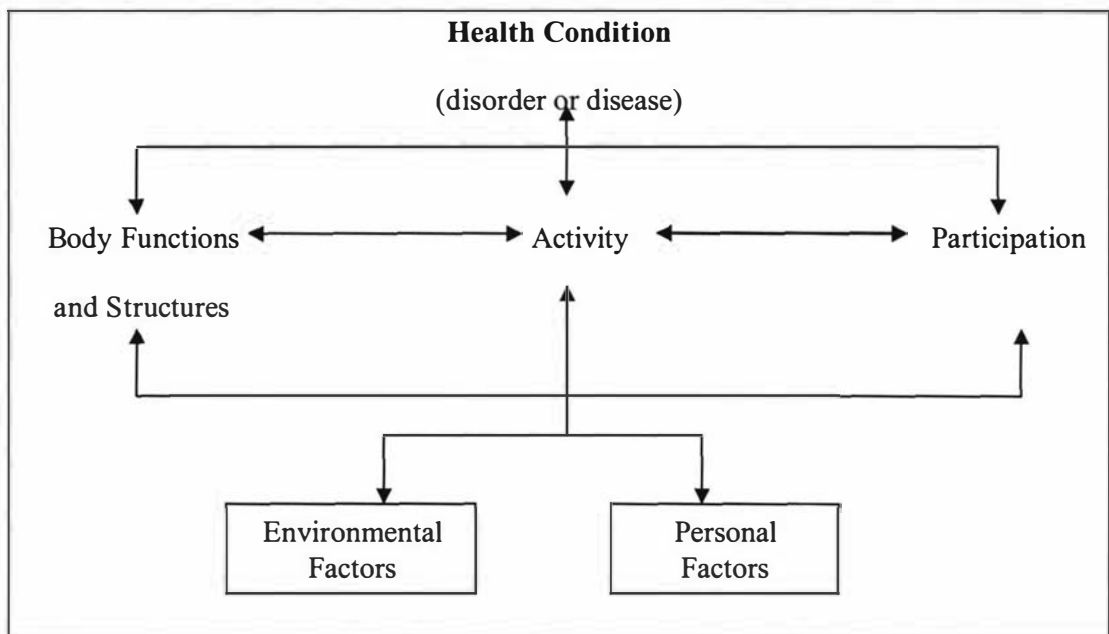 Health Condition
(disorder or disease)
Body Functions Activity Participation
and Structures
Environmental
Factors
Personal
Factors